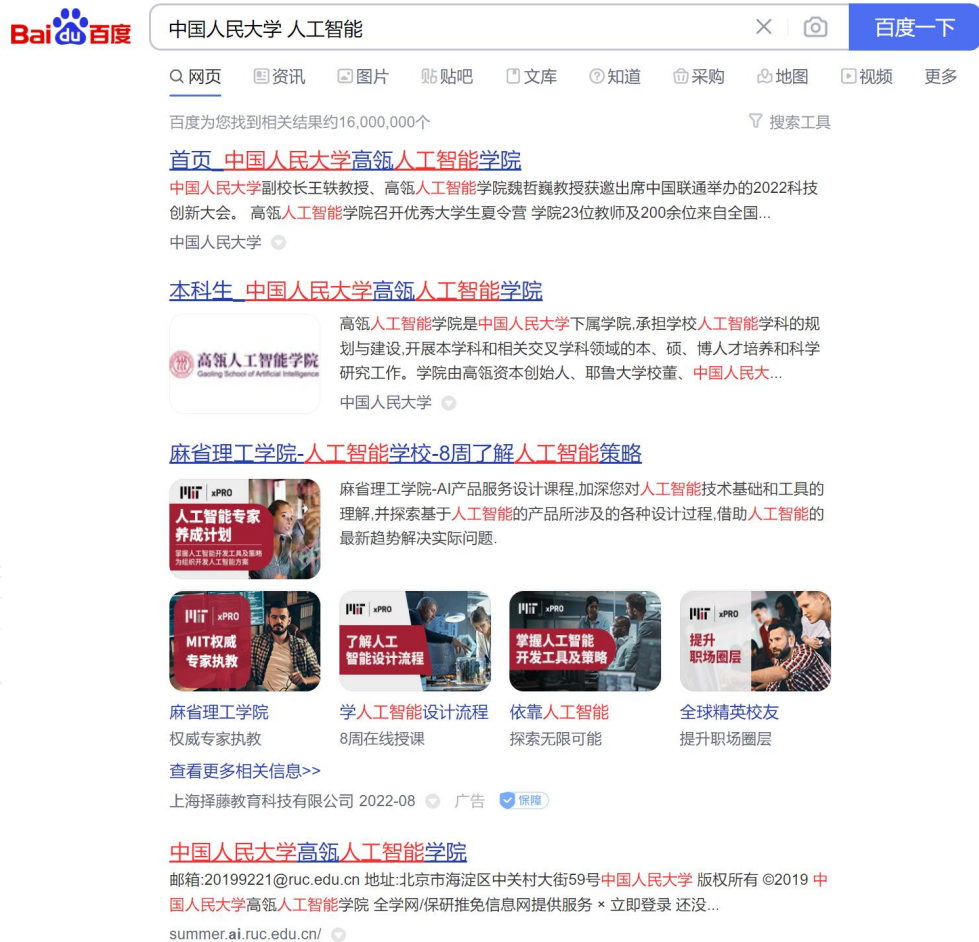 Bai du 百度
中国人民大学 人工智能
百度一下
网页 资讯 图片 贴吧 文库 知道 采购 地图 视频 更多
百度为您找到相关结果约16,000,000个 搜索工具
首页_中国人民大学高瓴人工智能学院
中国人民大学副校长王轶教授、高瓴人工智能学院魏哲巍教授获邀出席中国联通举办的2022科技
创新大会。 高瓴人工智能学院召开优秀大学生夏令营 学院23位教师及200余位来自全国...
中国人民大学
本科生_中国人民大学高瓴人工智能学院
高瓴人工智能学院
Gaoling School of Artificial Intelligence
高瓴人工智能学院是中国人民大学下属学院,承担学校人工智能学科的规
划与建设,开展本学科和相关交叉学科领域的本、硕、博人才培养和科学
研究工作。学院由高瓴资本创始人、耶鲁大学校董、中国人民大...
中国人民大学
麻省理工学院-人工智能学校-8周了解人工智能策略
MIT xPRO
人工智能专家
养成计划
掌握人工智能开发工具及策略
为组织开发人工智能方案
麻省理工学院-AI产品服务设计课程,加深您对人工智能技术基础和工具的
理解,并探索基于人工智能的产品所涉及的各种设计过程,借助人工智能的
最新趋势解决实际问题.
MIT xPRO
MIT权威
专家执教
MIT xPRO
了解人工
智能设计流程
MIT xPRO
掌握人工智能
开发工具及策略
MIT xPRO
提升
职场圈层
麻省理工学院 学人工智能设计流程 依靠人工智能 全球精英校友
权威专家执教 8周在线授课 探索无限可能 提升职场圈层
查看更多相关信息>>
上海择藤教育科技有限公司 2022-08 广告 保障
中国人民大学高瓴人工智能学院
邮箱:20199221@ruc.edu.cn 地址:北京市海淀区中关村大街59号中国人民大学 版权所有 ©2019 中
国人民大学高瓴人工智能学院 全学网/保研推免信息网提供服务 × 立即登录 还没...
summer.ai.ruc.edu.cn/